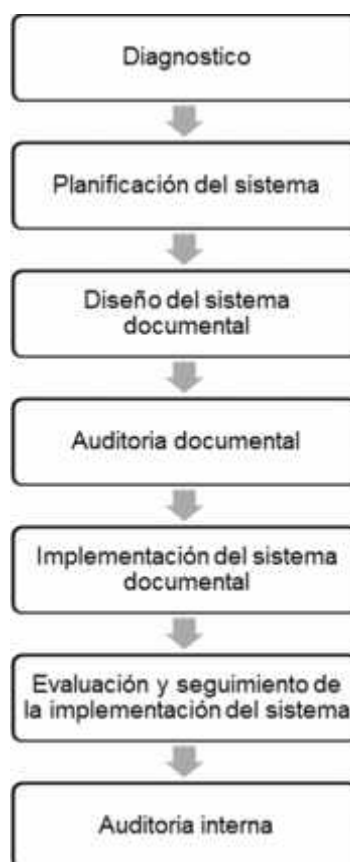 Diagnostico
Planificación del sistema
Diseño del sistema
documental
Auditoria documental
Implementación del sistema
documental
Evaluación y seguimiento de
la implementación del sistema
Auditoria interna